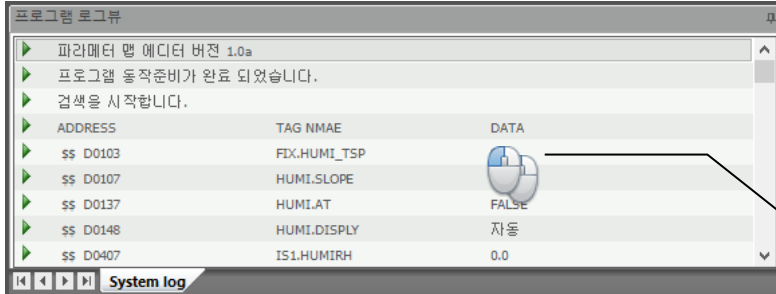 프로그램 로그뷰
파라메터 맵 에디터 버전 1.0a
프로그램 동작준비가 완료 되었습니다.
검색을 시작합니다.
ADDRESS TAG NMAE DATA
$$ D0103 FIX.HUMI_TSP
$$ D0107 HUMI.SLOPE
$$ D0137 HUMI.AT FALSE
$$ D0148 HUMI.DISPLY 자동
$$ D0407 IS1.HUMIRH 0.0
System log